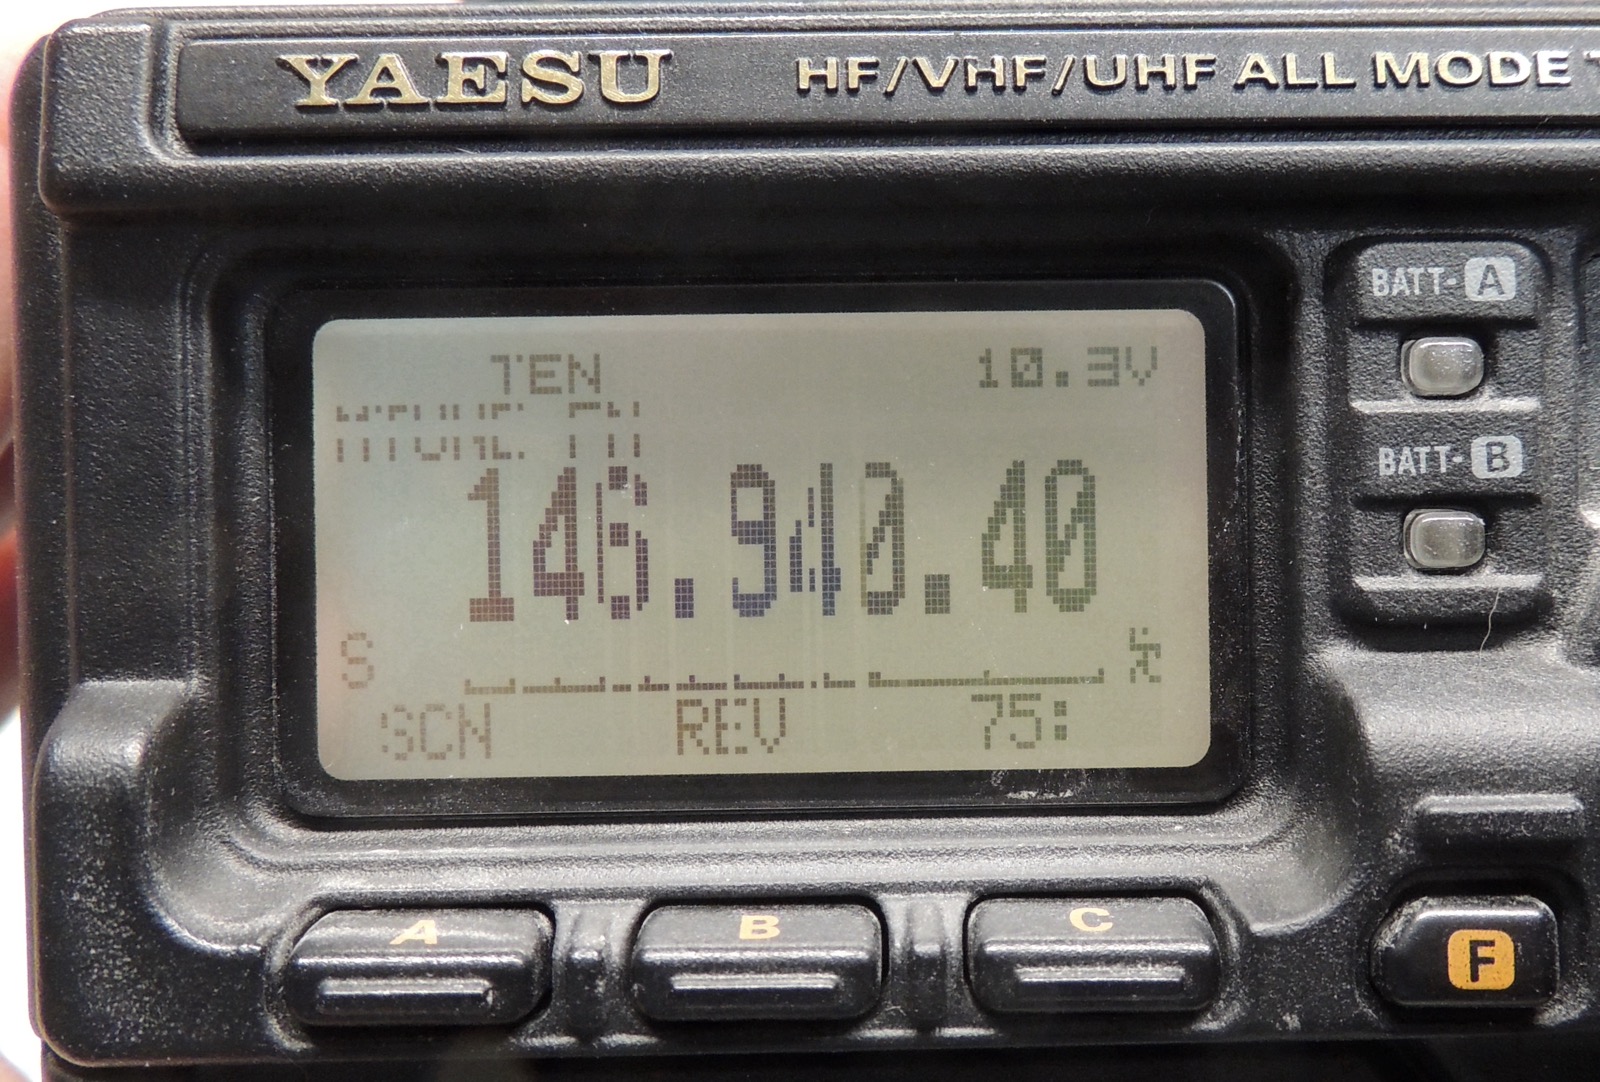 YAESU HF/VHF/UHF ALL MODE
BATT-A
TEN 10.3V
BATT-B
146.940.40
S
SCN REV 75:
A B C F